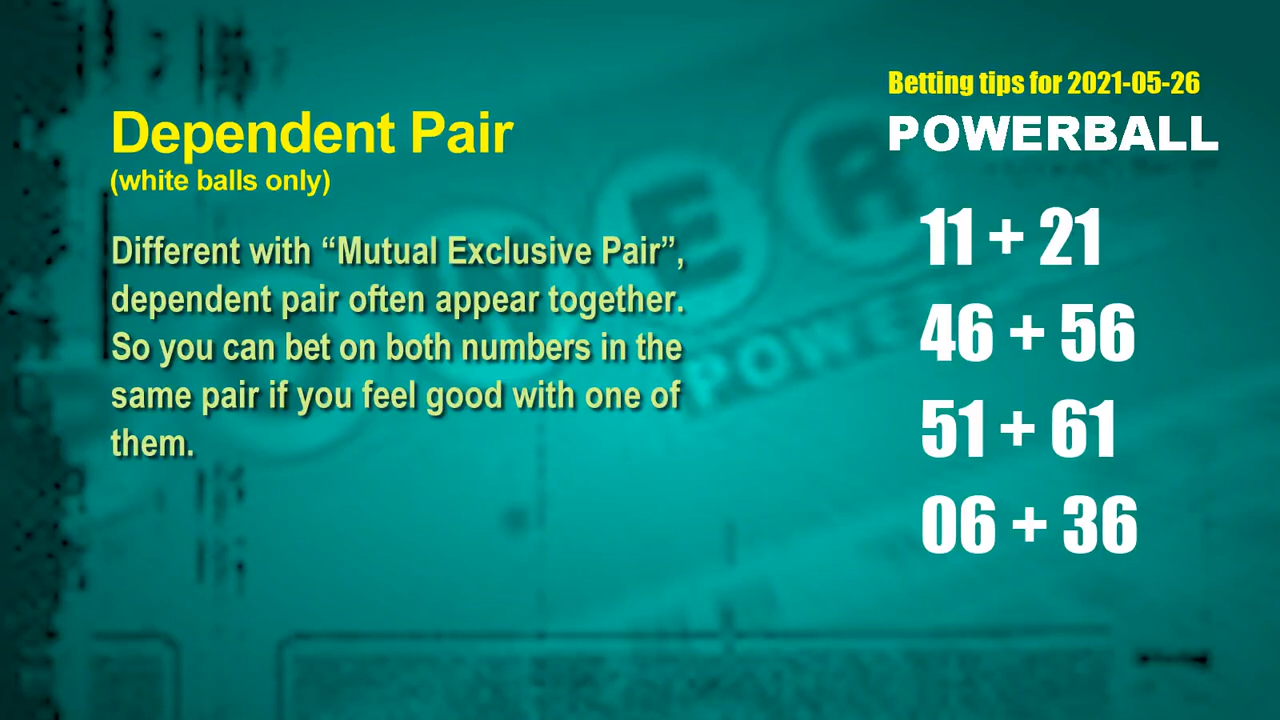 Dependent Pair
(white balls only)
Different with “Mutual Exclusive Pair”,
dependent pair often appear together.
So you can bet on both numbers in the
same pair if you feel good with one of
them.
Betting tips for 2021-05-26
POWERBALL
11 + 21
46 + 56
51 + 61
06 + 36